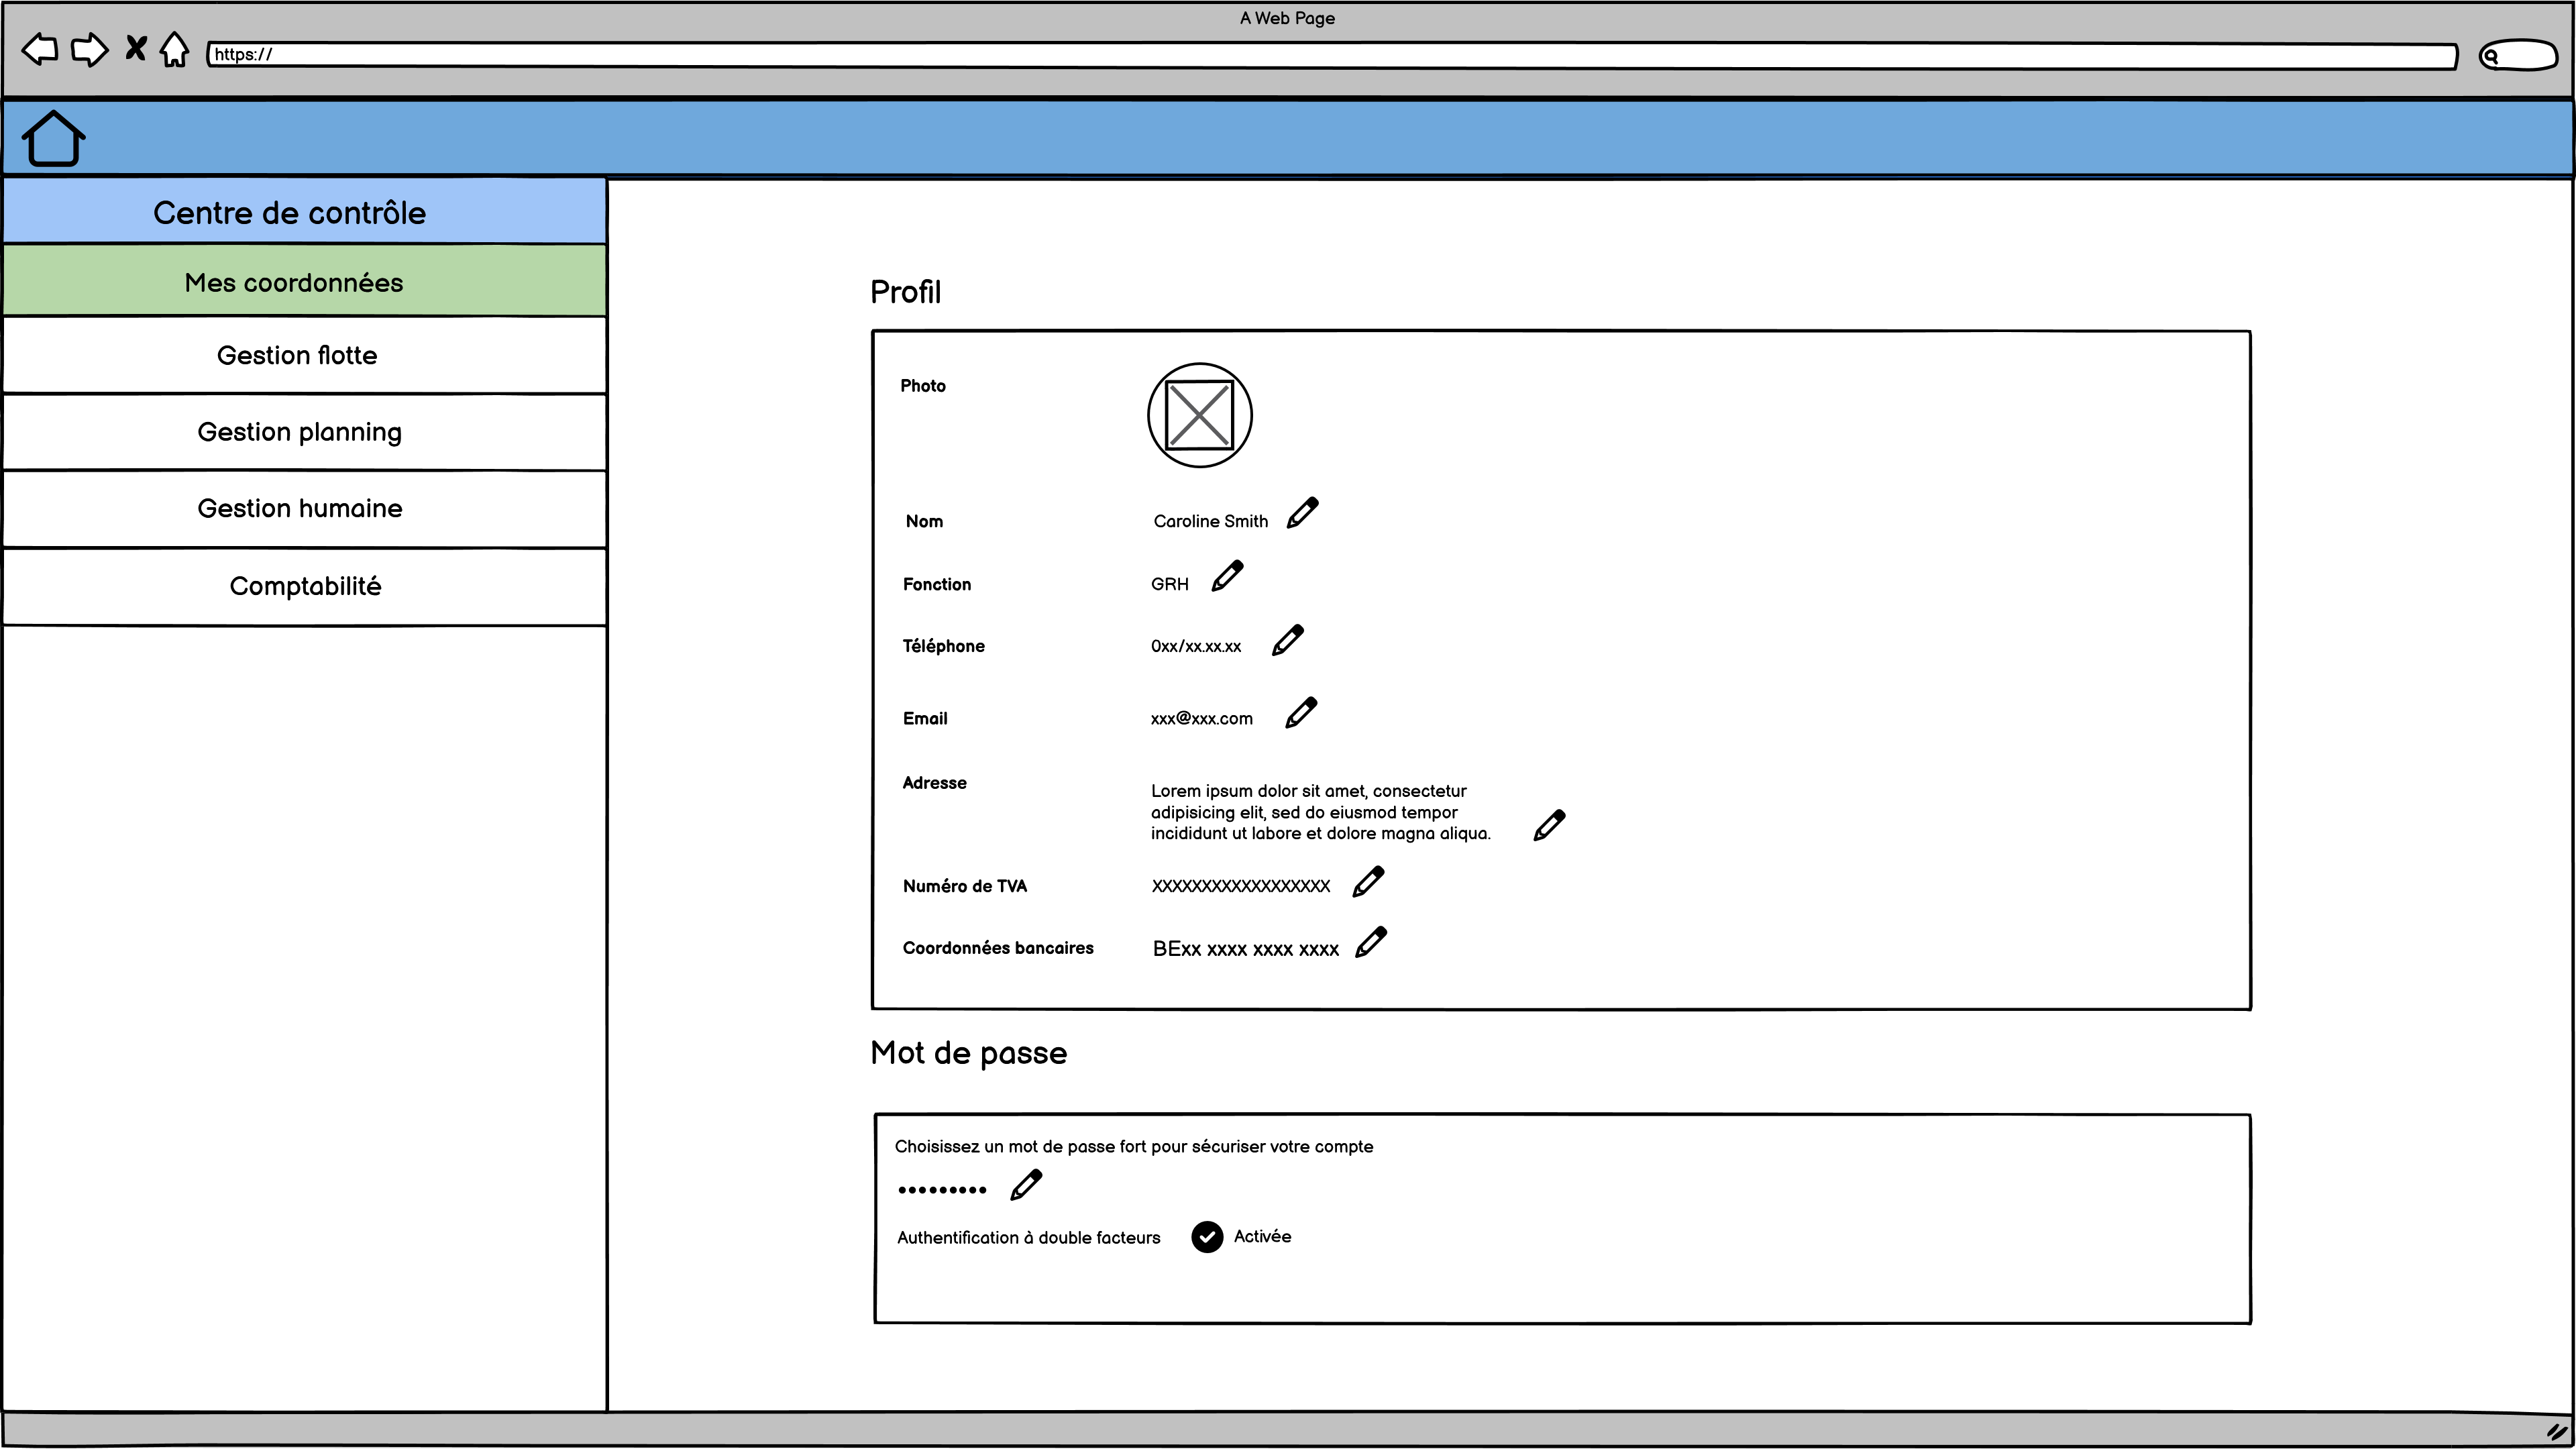 A Web Page
https://
Centre de contrôle
Mes coordonnées
Gestion flotte
Gestion planning
Gestion humaine
Comptabilité
Profil
Photo
Nom
Caroline Smith
Fonction
GRH
Téléphone
0xx/xx.xx.xx
Email
xxx@xxx.com
Adresse
Lorem ipsum dolor sit amet, consectetur
adipisicing elit, sed do eiusmod tempor
incididunt ut labore et dolore magna aliqua.
Numéro de TVA
XXXXXXXXXXXXXXXXXX
Coordonnées bancaires
BExx xxxx xxxx xxxx
Mot de passe
Choisissez un mot de passe fort pour sécuriser votre compte
•••••••••
Authentification à double facteurs
Activée